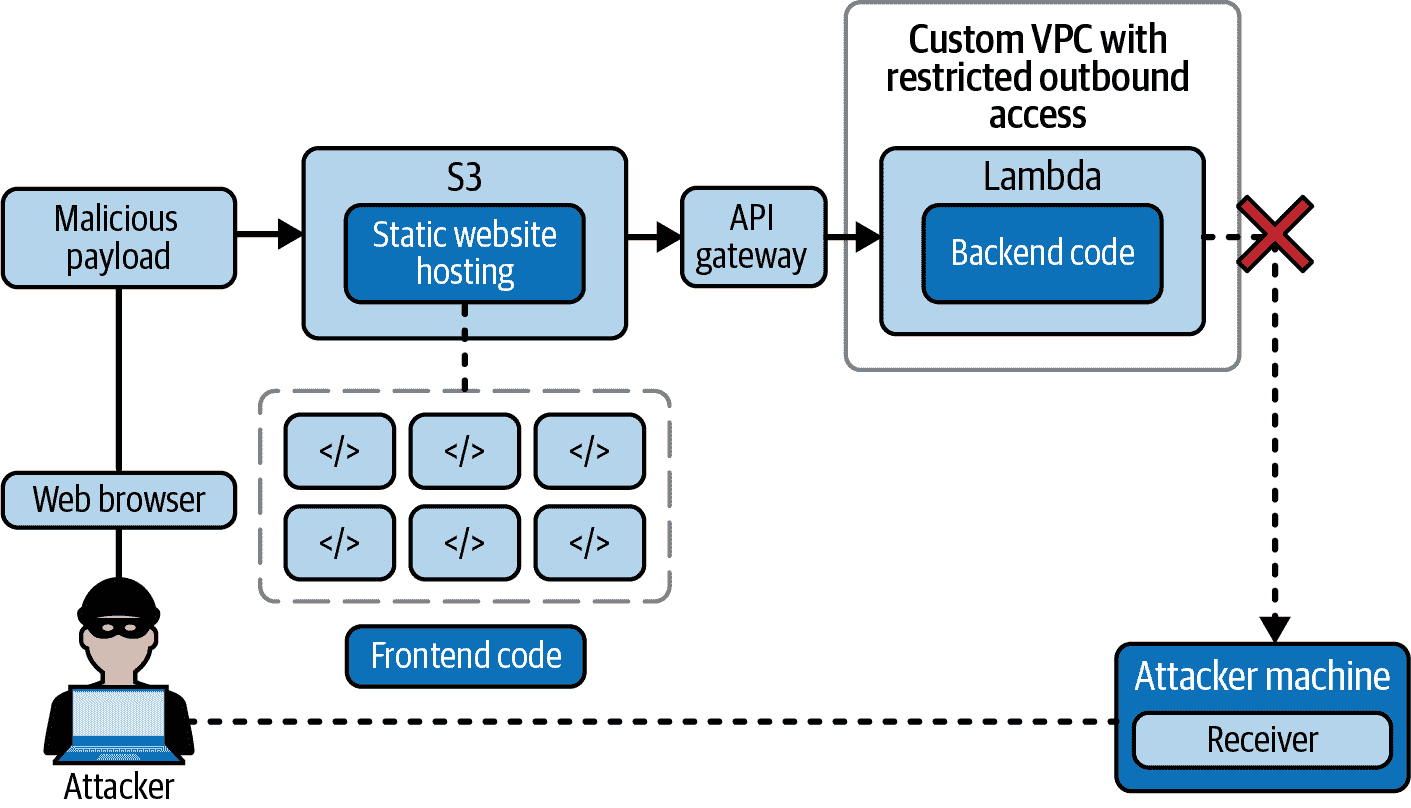 Custom VPC with
restricted outbound
access
S3
Static website
hosting
Malicious
payload
API
gateway
Lambda
Backend code
</>
</>
</>
</>
</>
</>
Web browser
Frontend code
Attacker
Attacker machine
Receiver